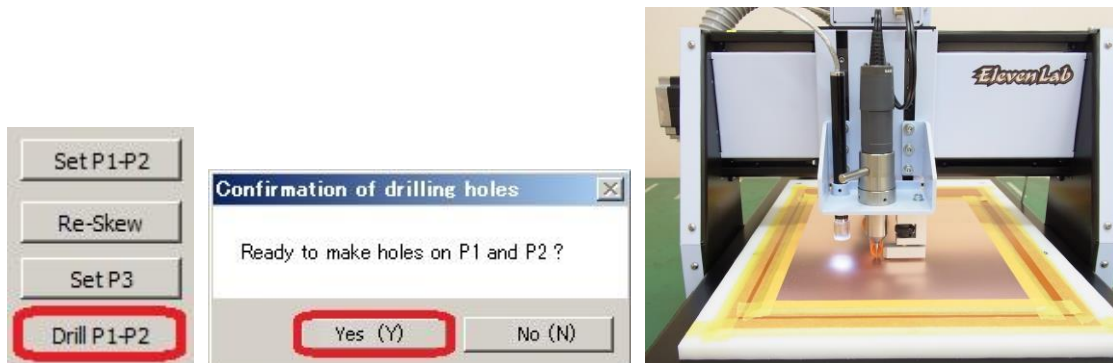 Set P1-P2
Re-Skew
Set P3
Drill P1-P2
Confirmation of drilling holes
Ready to make holes on P1 and P2 ?
Yes (Y)
No (N)
ElevenLab